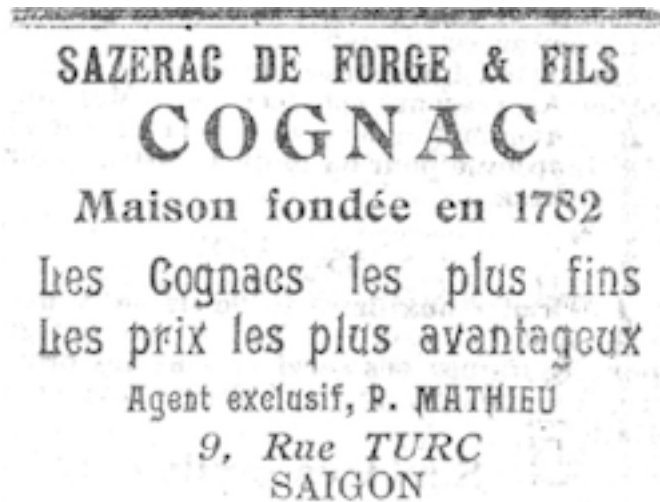 SAZERAC DE FORGE & FILS
COGNAC
Maison fondée en 1782
Les Cognacs les plus fins
Les prix les plus avantageux
Agent exclusif, P. MATHIEU
9, Rue TURC
SAIGON